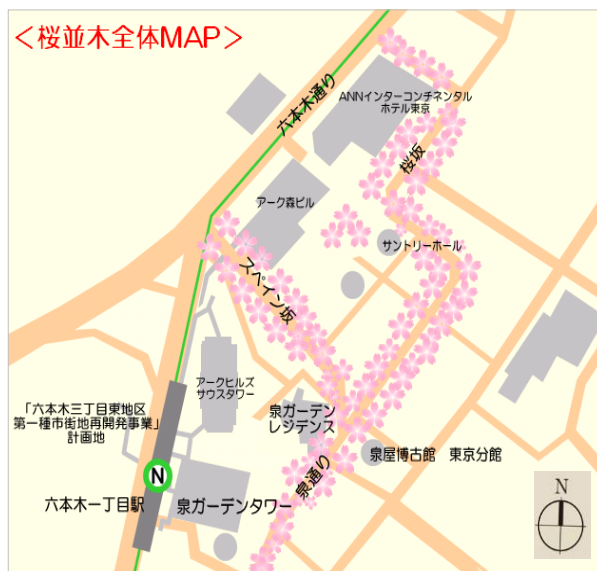 ＜桜並木全体MAP＞
六本木通り
ANNインターコンチネンタル
ホテル東京
桜坂
アーク森ビル
サントリーホール
スペイン坂
アークヒルズ
サウスタワー
「六本木三丁目東地区
第一種市街地再開発事業」
計画地
泉ガーデン
レジデンス
泉屋博古館　東京分館
泉通り
N
六本木一丁目駅
泉ガーデンタワー
N